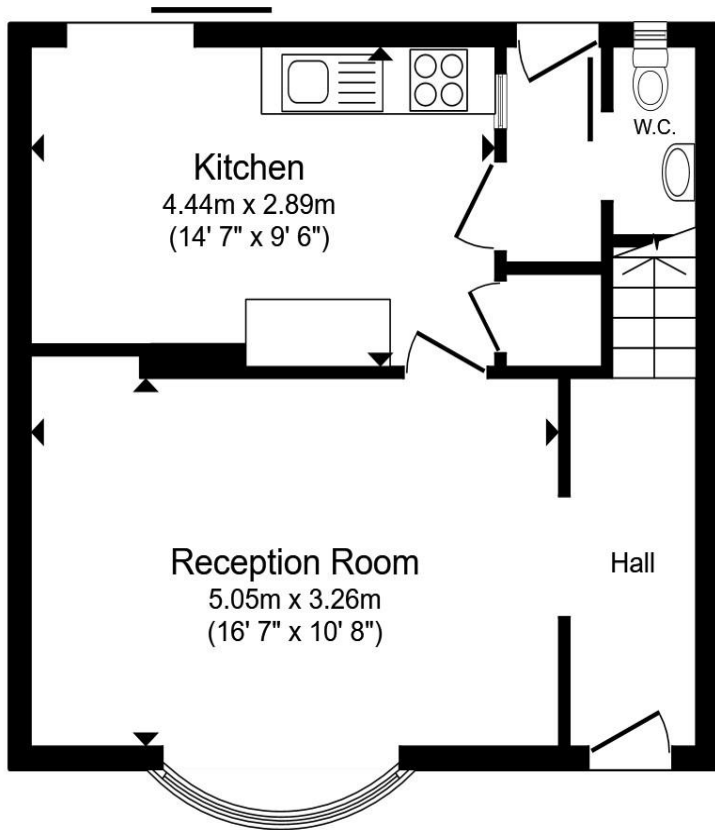 Kitchen
4.44m x 2.89m
(14' 7" x 9' 6")
W.C.
Reception Room
5.05m x 3.26m
(16' 7" x 10' 8")
Hall